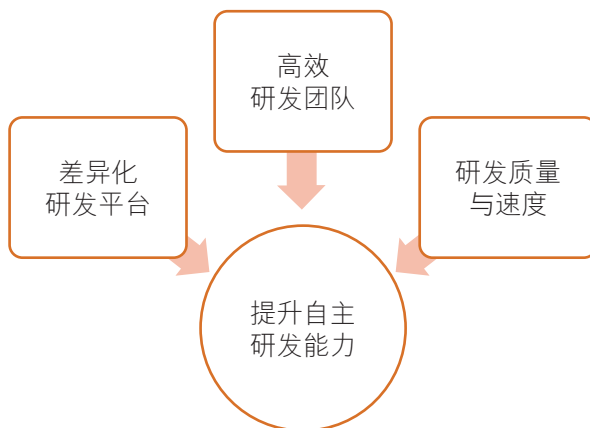 高效
研发团队
差异化
研发平台
研发质量
与速度
提升自主
研发能力